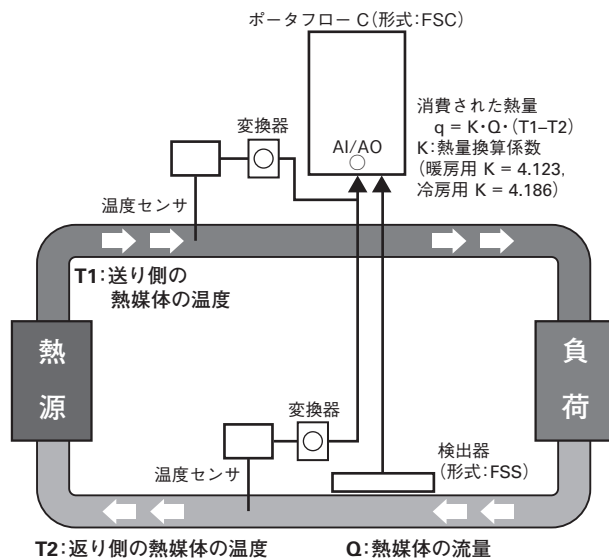 ポータフロー C(形式:FSC)
消費された熱量
q = K・Q・(T1–T2)
K:熱量換算係数
(暖房用 K = 4.123,
冷房用 K = 4.186)
AI/AO
変換器
温度センサ
T1:送り側の
熱媒体の温度
熱
源
負
荷
変換器
温度センサ
検出器
(形式:FSS)
T2:返り側の熱媒体の温度
Q:熱媒体の流量